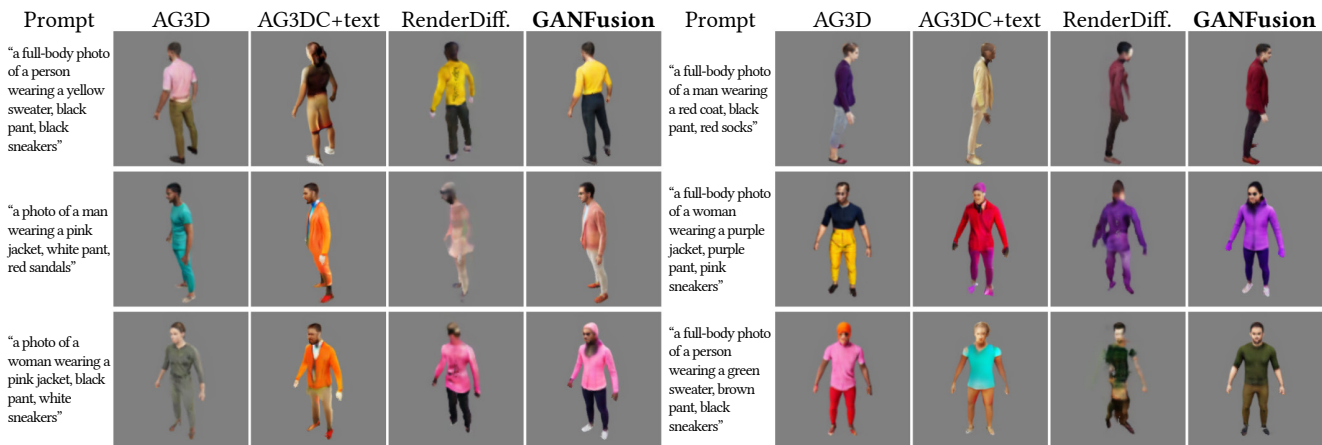 Prompt AG3D AG3DC+text RenderDiff. GANFusion Prompt AG3D AG3DC+text RenderDiff. GANFusion
“a full-body photo
of a person
wearing a yellow
sweater, black
pant, black
sneakers”
“a full-body photo
of a man wearing
a red coat, black
pant, red socks”
“a photo of a man
wearing a pink
jacket, white pant,
red sandals”
“a full-body photo
of a woman
wearing a purple
jacket, purple
pant, pink
sneakers”
“a photo of a
woman wearing a
pink jacket, black
pant, white
sneakers”
“a full-body photo
of a person
wearing a green
sweater, brown
pant, black
sneakers”